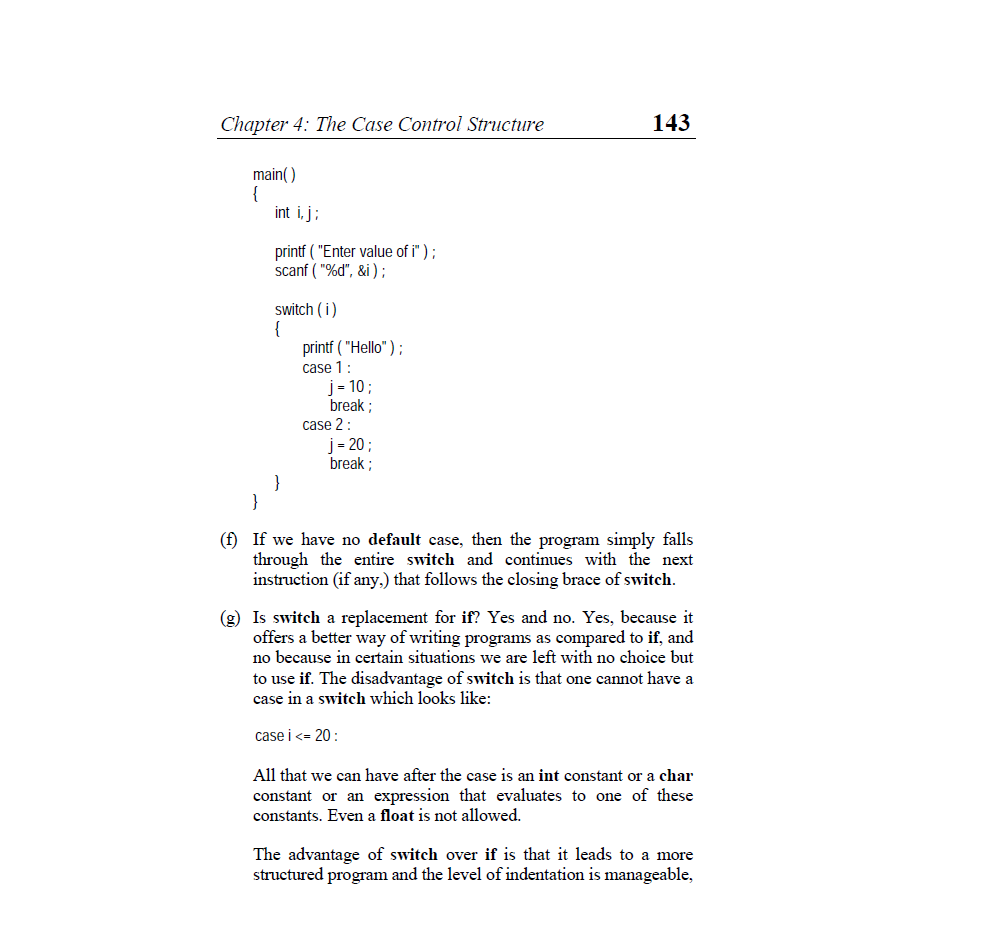 Chapter 4: The Case Control Structure 143
main( )
{
int i, j ;
printf ( "Enter value of i" ) ;
scanf ( "%d", &i ) ;
switch ( i )
{
printf ( "Hello" ) ;
case 1 :
j = 10 ;
break ;
case 2 :
j = 20 ;
break ;
}
}
(f) If we have no default case, then the program simply falls
through the entire switch and continues with the next
instruction (if any,) that follows the closing brace of switch.
(g) Is switch a replacement for if? Yes and no. Yes, because it
offers a better way of writing programs as compared to if, and
no because in certain situations we are left with no choice but
to use if. The disadvantage of switch is that one cannot have a
case in a switch which looks like:
case i <= 20 :
All that we can have after the case is an int constant or a char
constant or an expression that evaluates to one of these
constants. Even a float is not allowed.
The advantage of switch over if is that it leads to a more
structured program and the level of indentation is manageable,